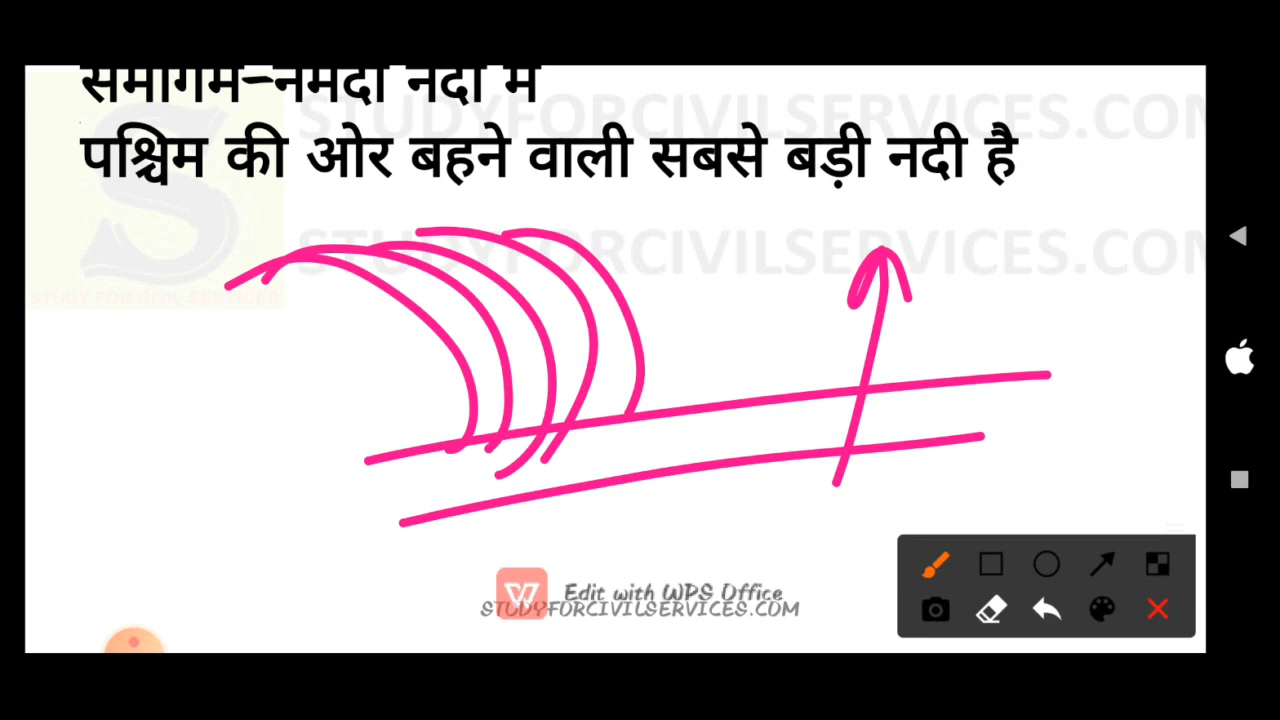 समागम–नर्मदा नदी में
पश्चिम की ओर बहने वाली सबसे बड़ी नदी है
STUDYFORCIVILSERVICES.COM
STUDYFORCIVILSERVICES.COM
STUDY FOR CIVIL SERVICES
Edit with WPS Office
STUDYFORCIVILSERVICES.COM